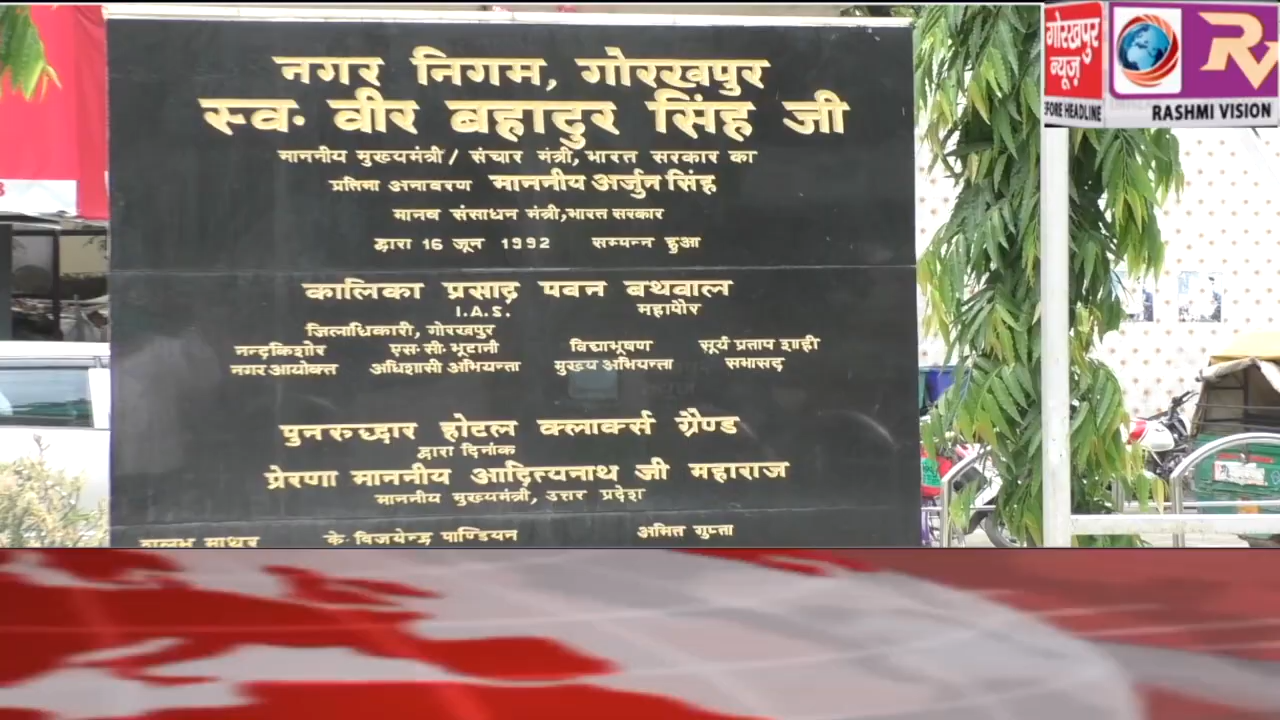 नगर निगम, गोरखपुर
स्व. वीर बहादुर सिंह जी
माननीय मुख्यमंत्री / संचार मंत्री, भारत सरकार का
प्रतिमा अनावरण माननीय अर्जुन सिंह
मानव संसाधन मंत्री, भारत सरकार
द्वारा 16 जून 1992 सम्पन्न हुआ
कालिका प्रसाद पवन बथवाल
I.A.S. महापौर
जिलाधिकारी, गोरखपुर
नन्दकिशोर एस.सी. भूटानी विद्याभूषण सूर्य प्रताप शाही
नगर आयोक्त अधिशासी अभियन्ता मुख्य अभियन्ता सभासद
पुनरुध्दार होटल क्लार्क्स ग्रैण्ड
द्वारा दिनांक
प्रेरणा माननीय आदित्यनाथ जी महाराज
माननीय मुख्यमंत्री, उत्तर प्रदेश
के. विजयेन्द्र पाण्डियन अमित गुप्ता
गोरखपुर
न्यूज़
FORE HEADLINE
RV
RASHMI VISION